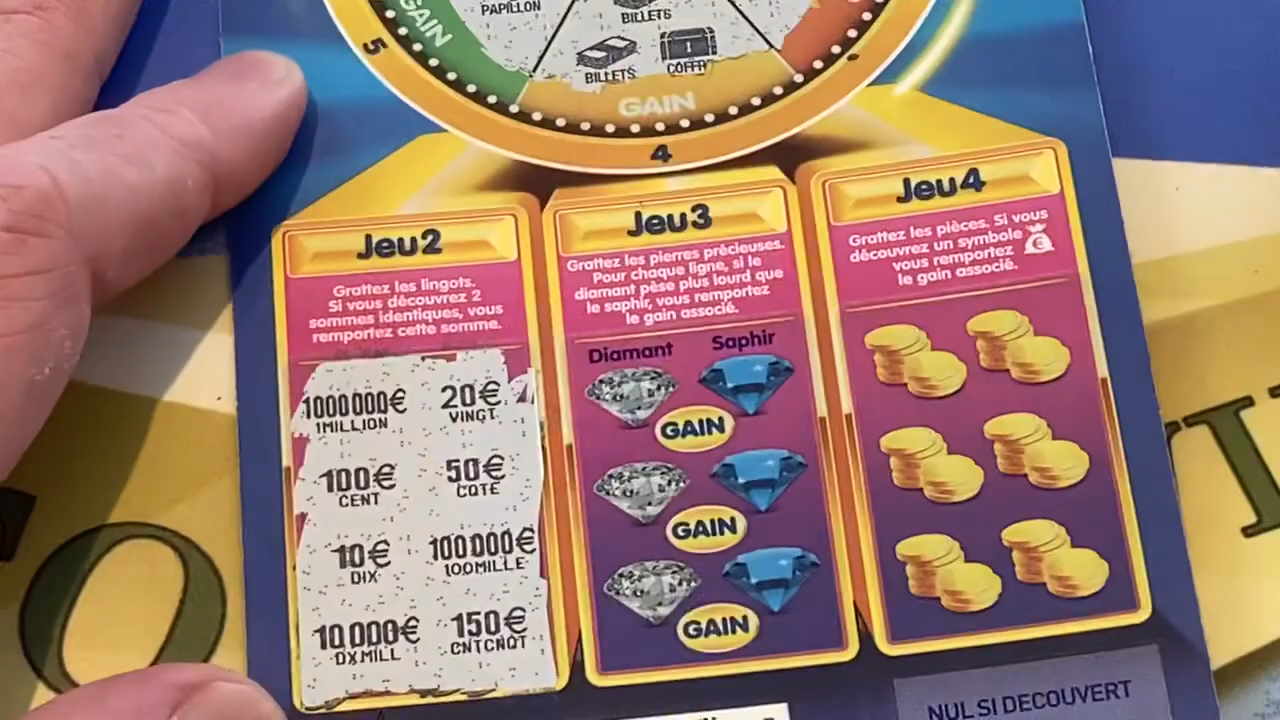 PAPILLON
BILLETS
GAIN
5
BILLETS
COFFR
GAIN
4
Jeu2
Grattez les lingots.
Si vous découvrez 2
sommes identiques, vous
remportez cette somme.
1000000€
1MILLION
20€
VINGT
100€
CENT
50€
CQTE
10€
DIX
100000€
100MILLE
10000€
DXMILL
150€
CNTCNQT
Jeu3
Grattez les pierres précieuses.
Pour chaque ligne, si le
diamant pèse plus lourd que
le saphir, vous remportez
le gain associé.
Diamant
Saphir
GAIN
GAIN
GAIN
Jeu4
Grattez les pièces. Si vous
découvrez un symbole
vous remportez
le gain associé.
NUL SI DECOUVERT